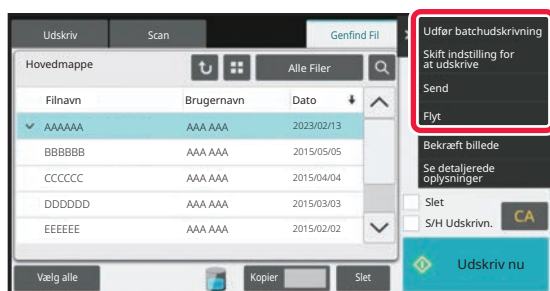 Udskriv Scan Genfind Fil
Hovedmappe Alle Filer
Filnavn Brugernavn Dato
AAAAAA AAA AAA 2023/02/13
BBBBBB AAA AAA 2015/05/05
CCCCCC AAA AAA 2015/04/04
DDDDDD AAA AAA 2015/03/03
EEEEEE AAA AAA 2015/02/02
Vælg alle Kopier Slet
Udfør batchudskrivning
Skift indstilling for
at udskrive
Send
Flyt
Bekræft billede
Se detaljerede
oplysninger
Slet
S/H Udskrivn.
CA
Udskriv nu